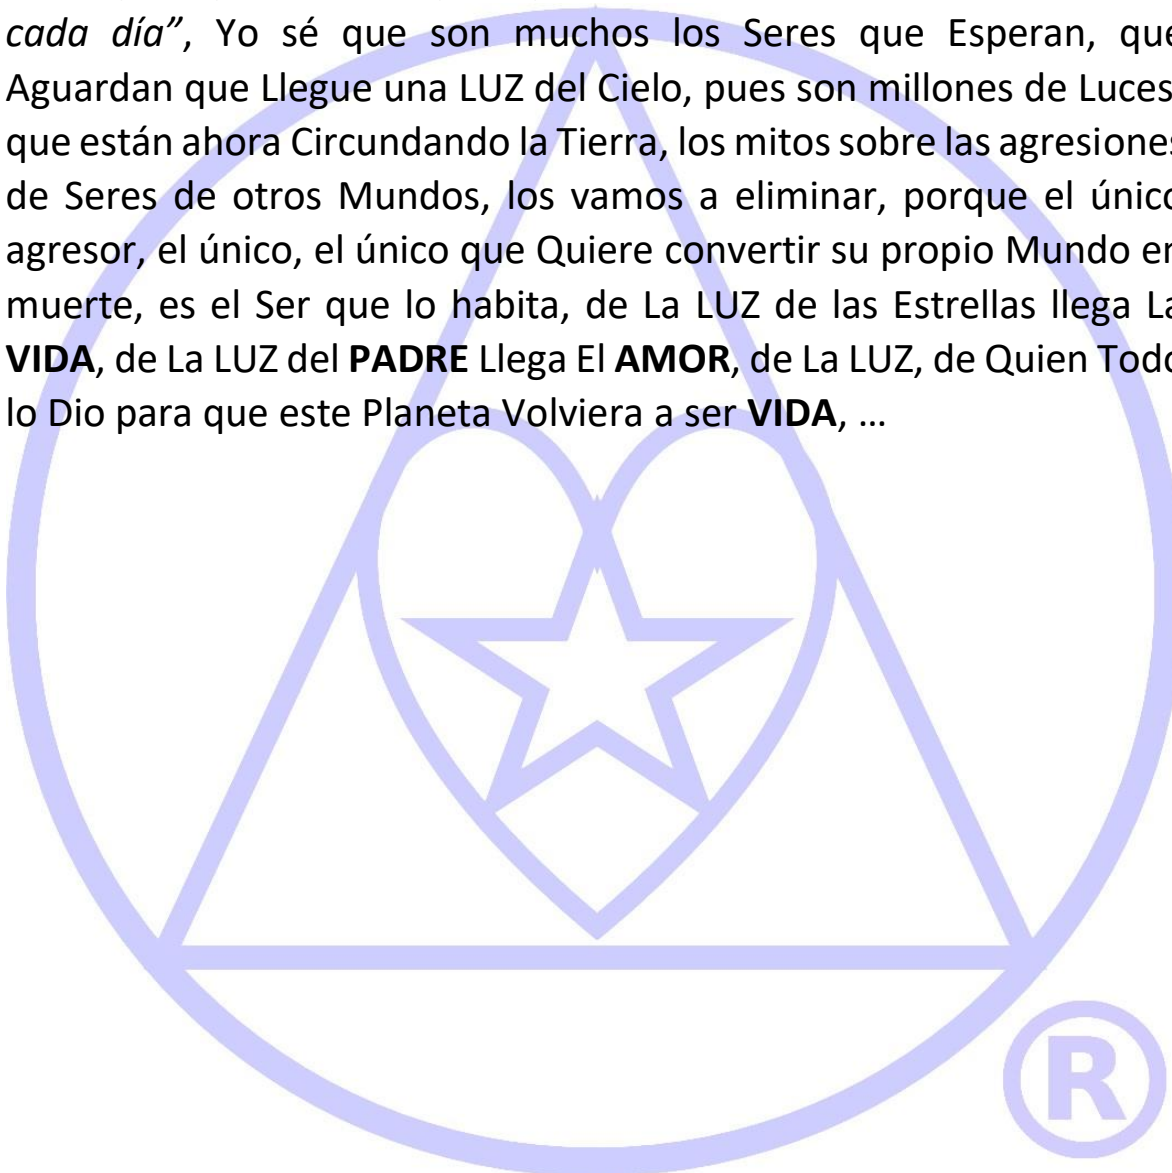 cada día”, Yo sé que son muchos los Seres que Esperan, que
Aguardan que Llegue una LUZ del Cielo, pues son millones de Luces
que están ahora Circundando la Tierra, los mitos sobre las agresiones
de Seres de otros Mundos, los vamos a eliminar, porque el único
agresor, el único, el único que Quiere convertir su propio Mundo en
muerte, es el Ser que lo habita, de La LUZ de las Estrellas llega La
VIDA, de La LUZ del PADRE Llega El AMOR, de La LUZ, de Quien Todo
lo Dio para que este Planeta Volviera a ser VIDA, ...
R